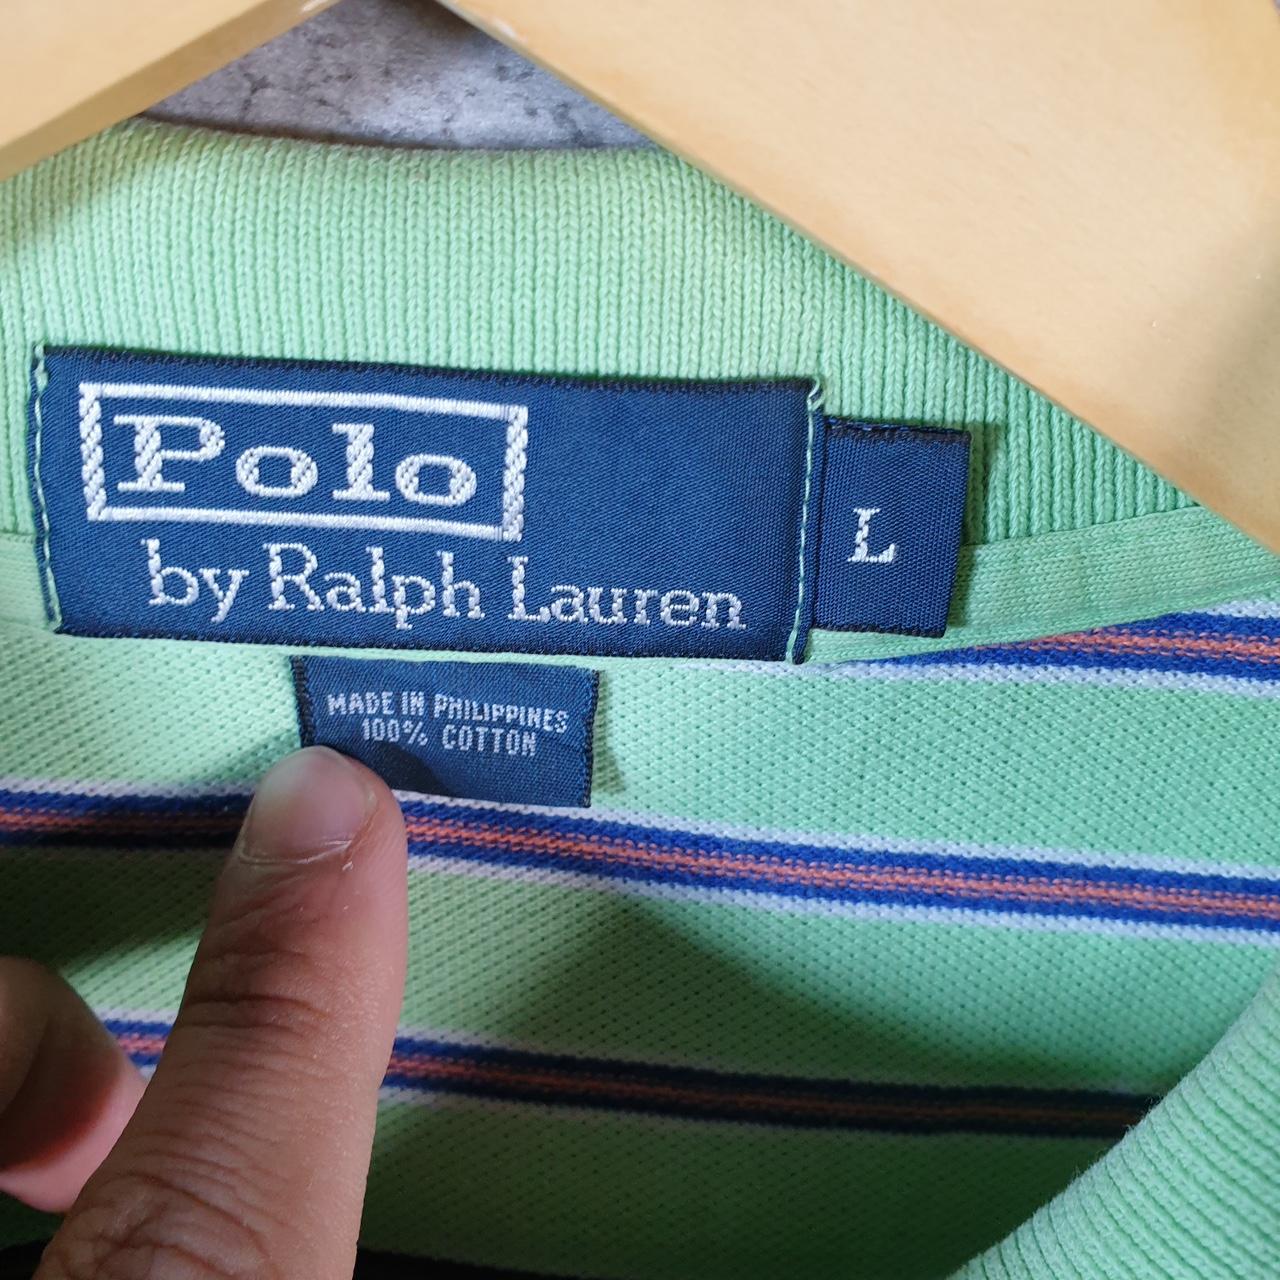 Polo
by Ralph Lauren
L
MADE IN PHILIPPINES
100% COTTON